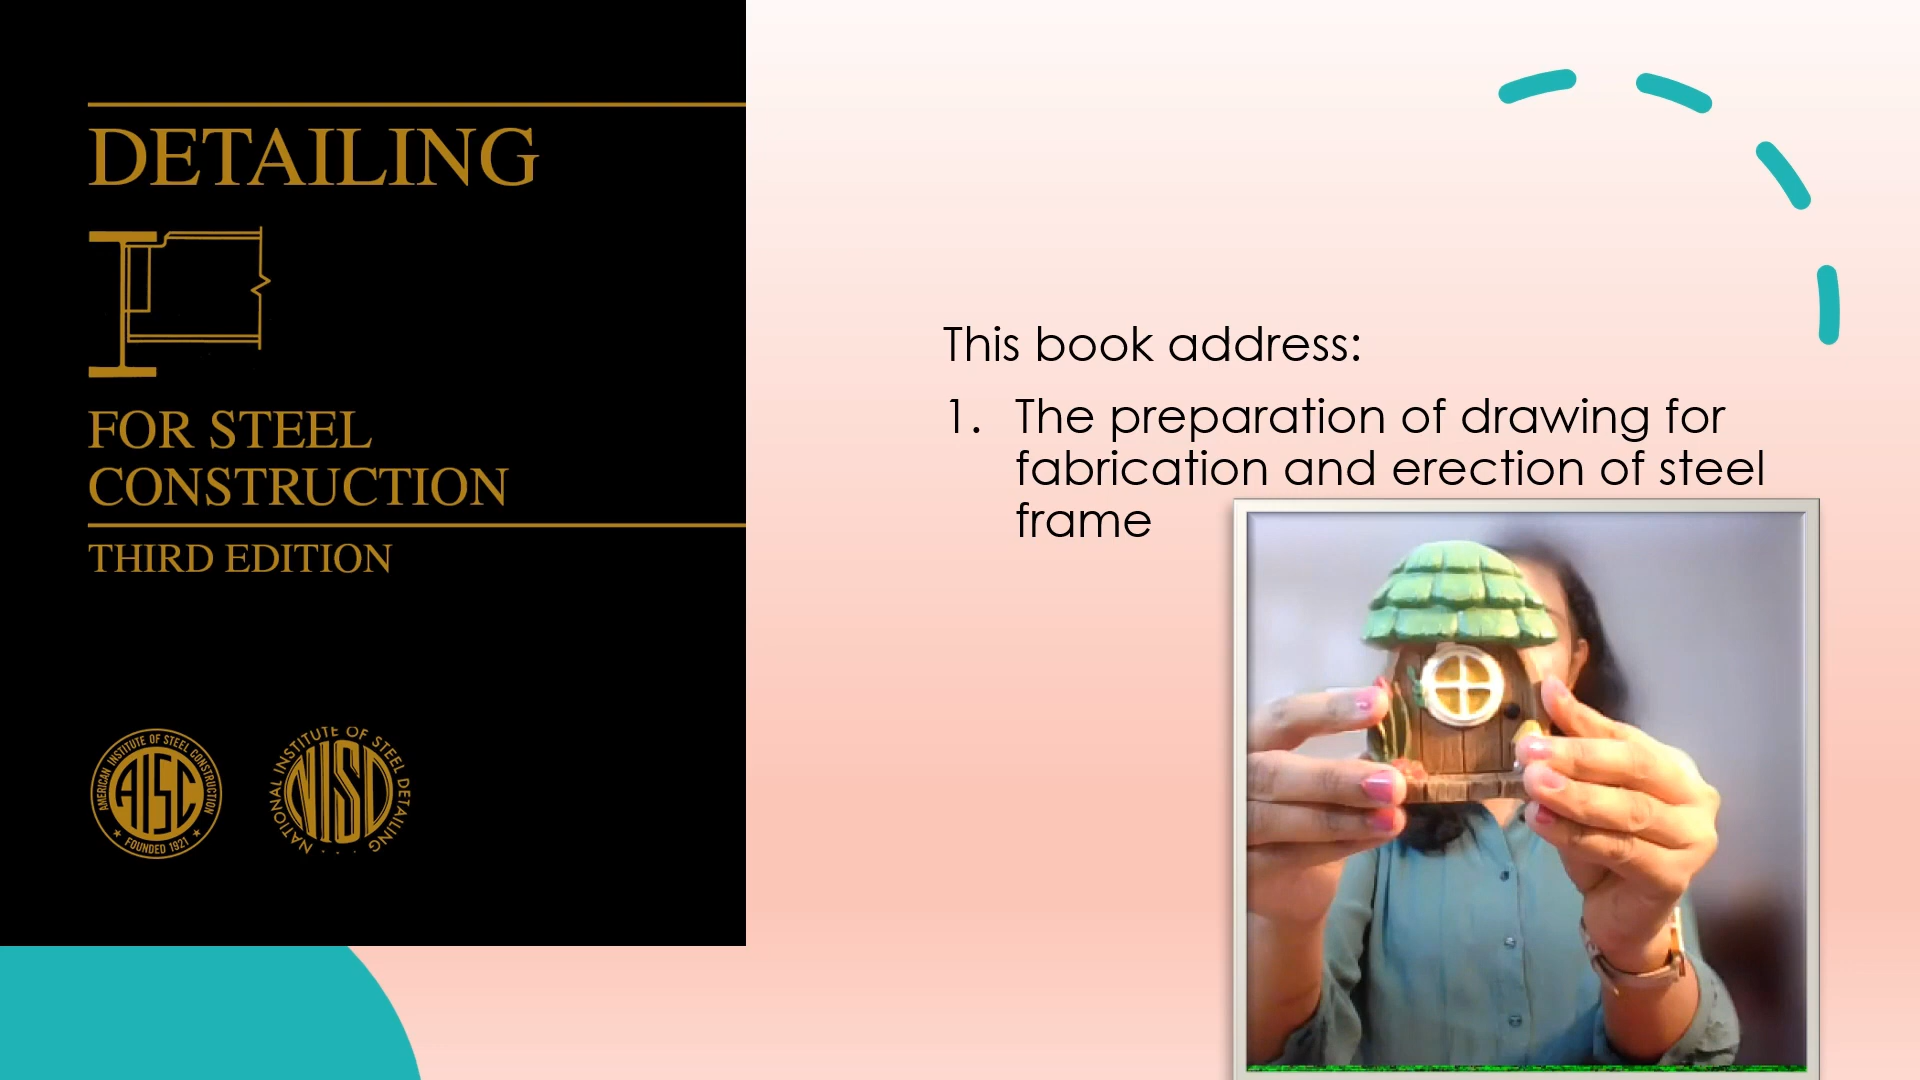 DETAILING
FOR STEEL
CONSTRUCTION
THIRD EDITION
AMERICAN INSTITUTE OF STEEL CONSTRUCTION
AISC
FOUNDED 1921
NATIONAL INSTITUTE OF STEEL DETAILING
NISD
This book address:
1. The preparation of drawing for
fabrication and erection of steel
frame